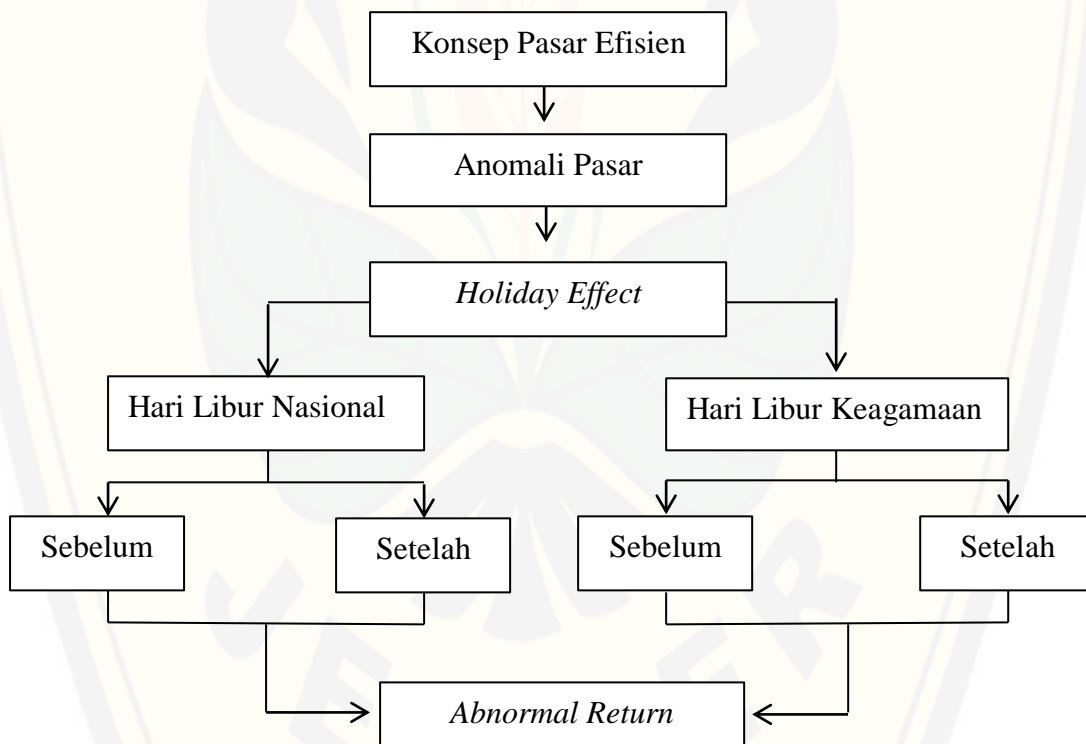 Konsep Pasar Efisien
Anomali Pasar
Holiday Effect
Hari Libur Nasional
Hari Libur Keagamaan
Sebelum
Setelah
Sebelum
Setelah
Abnormal Return